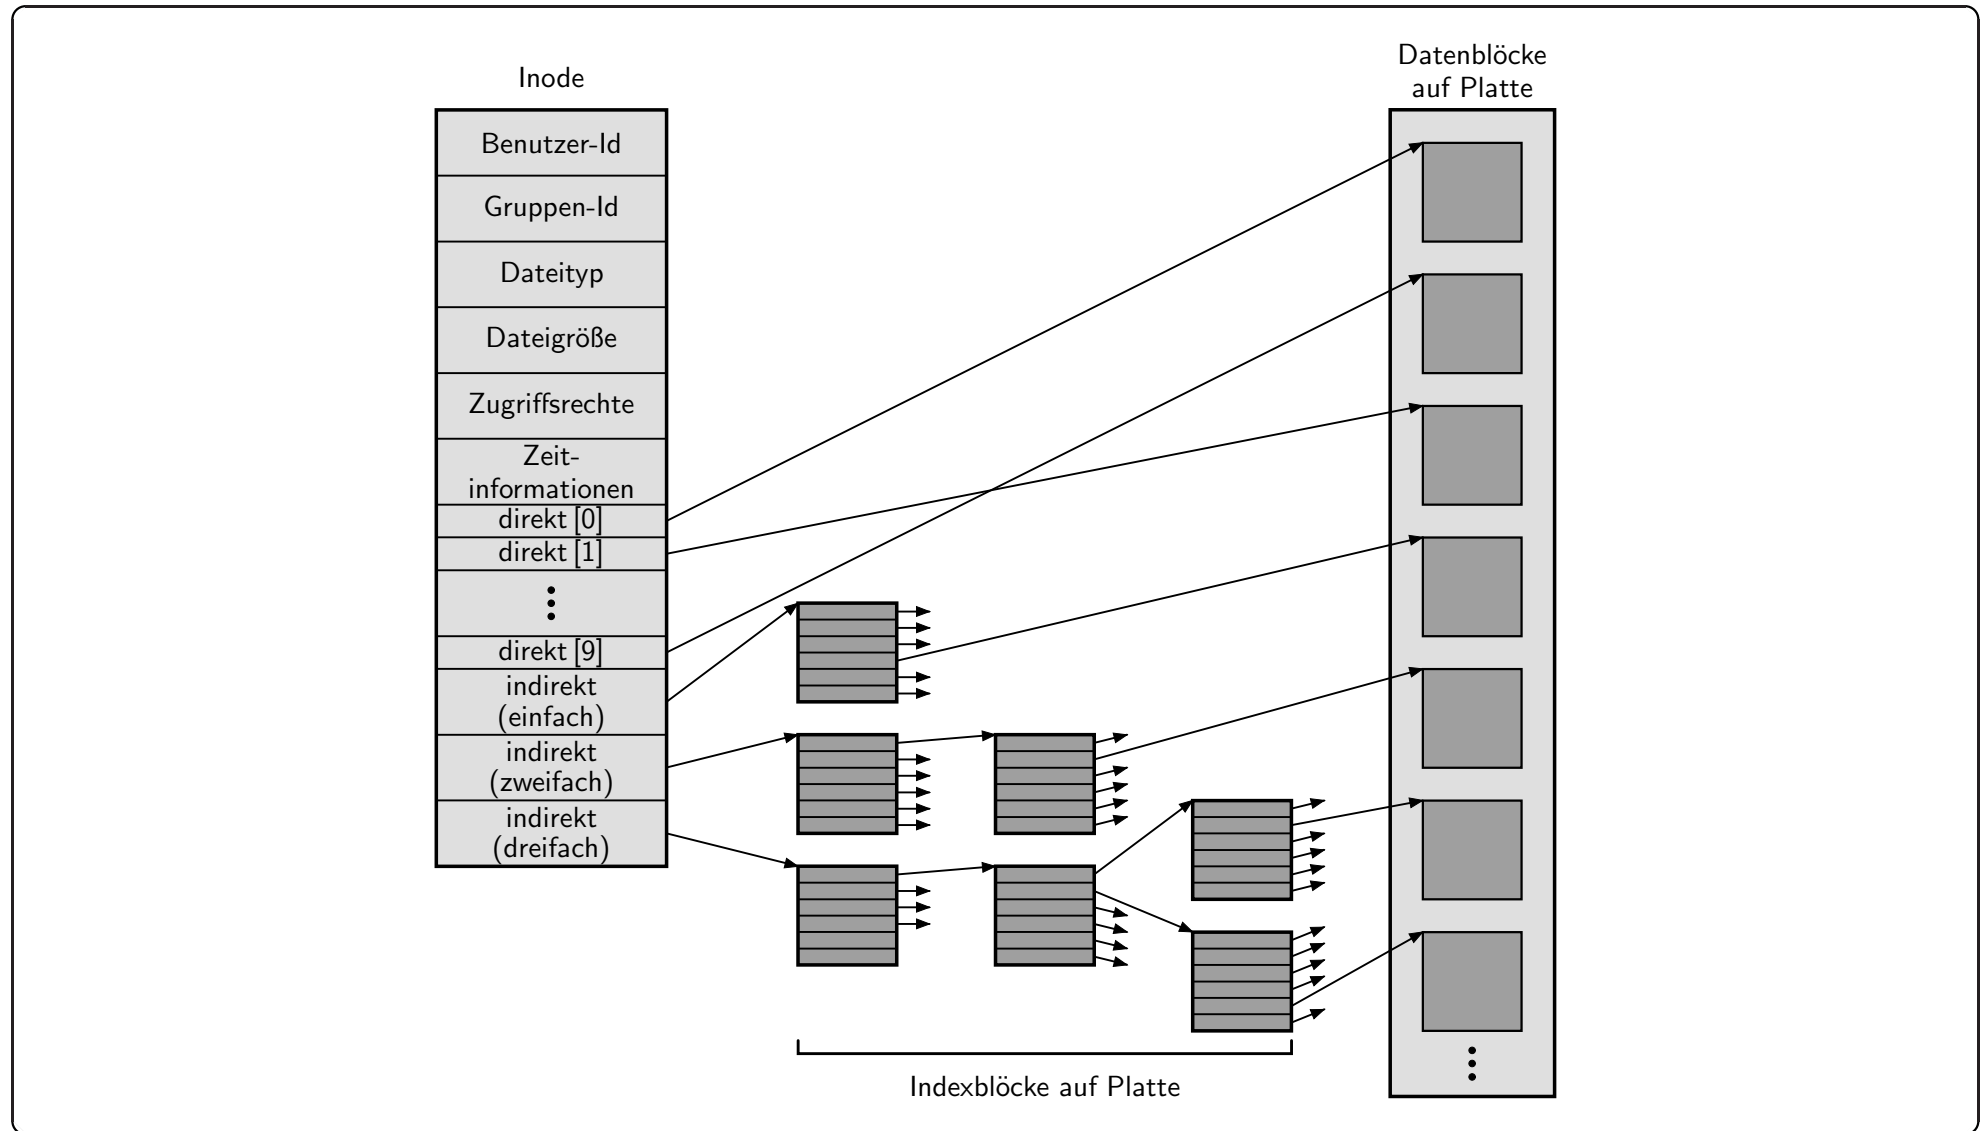 Inode
Benutzer-Id
Gruppen-Id
Dateityp
Dateigröße
Zugriffsrechte
Zeit-
informationen
direkt [0]
direkt [1]
direkt [9]
indirekt
(einfach)
indirekt
(zweifach)
indirekt
(dreifach)
Indexblöcke auf Platte
Datenblöcke
auf Platte